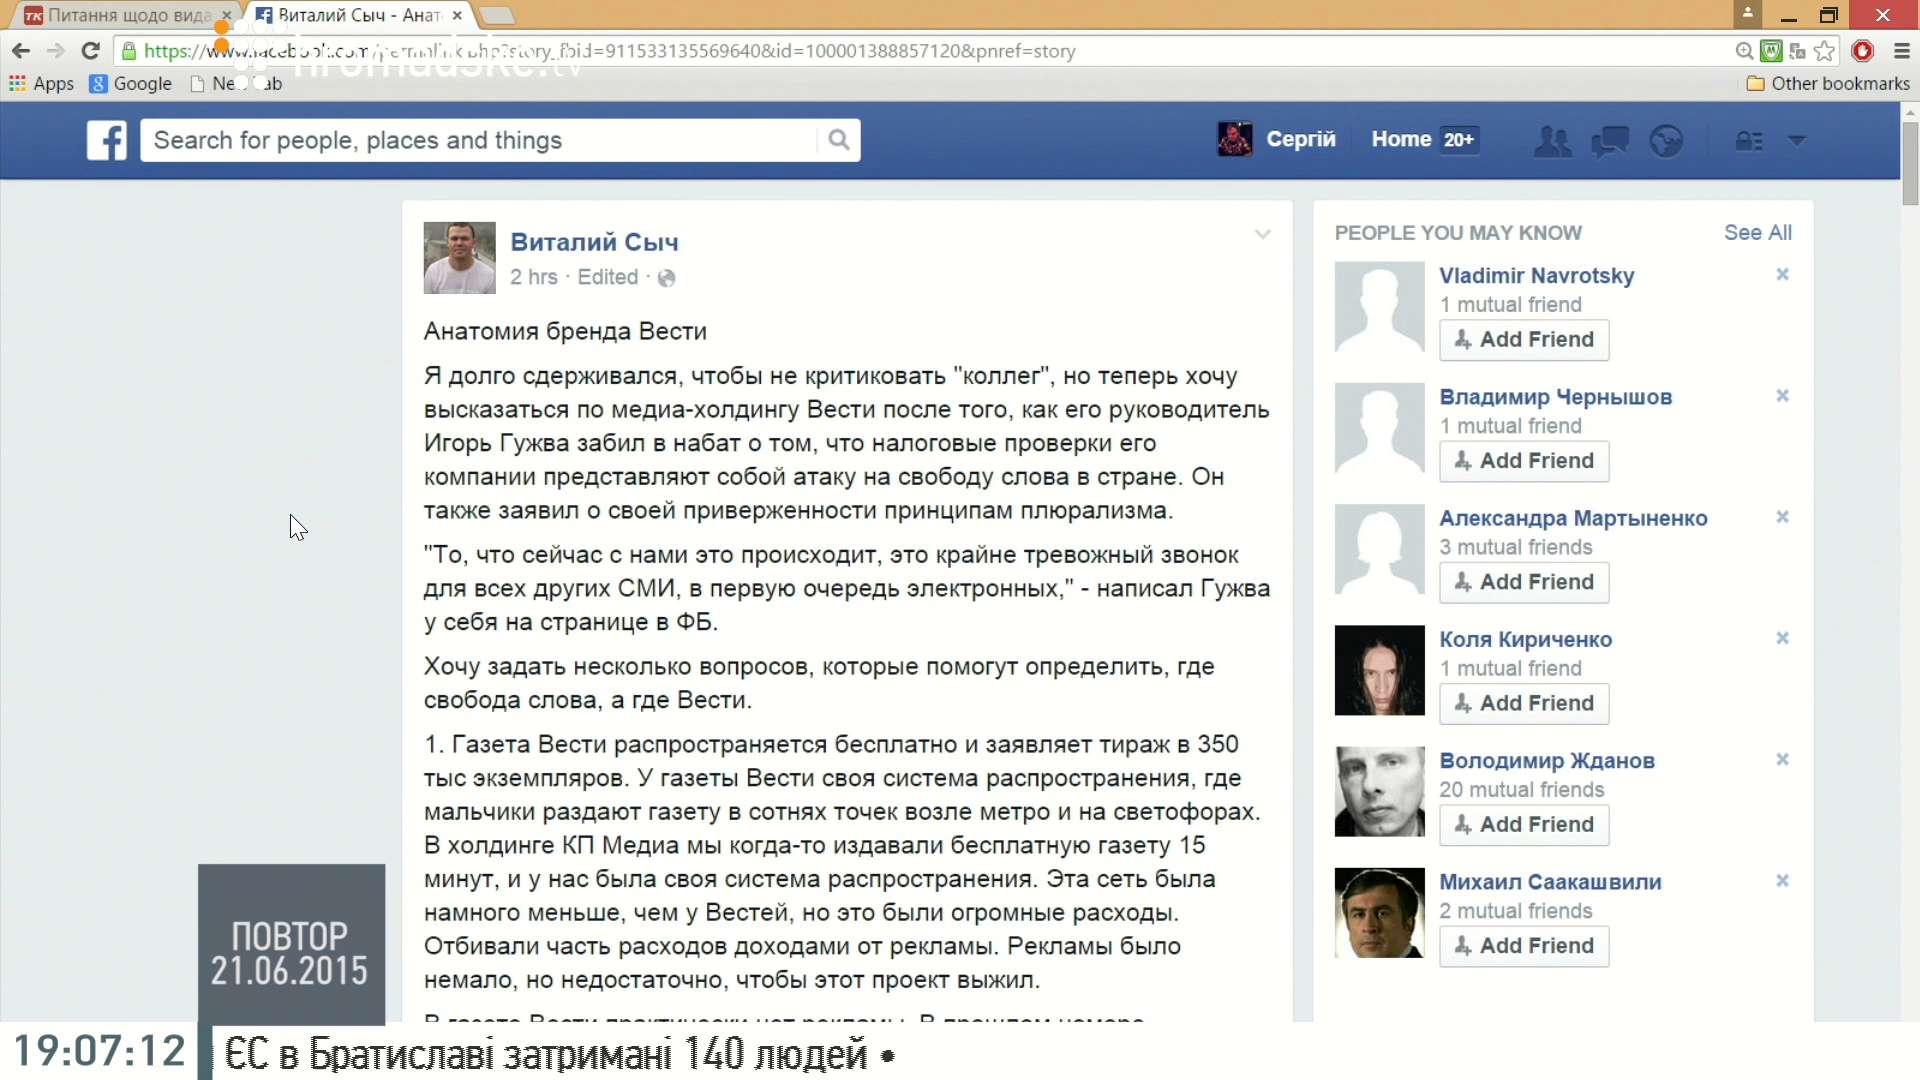 Питання щодо вида
Виталий Сыч - Анат
https://www.facebook.com/permalink.php?story_fbid=911533135569640&id=100001388857120&pnref=story
hromadske.tv
Apps
Google
New Tab
Other bookmarks
Search for people, places and things
Сергій
Home 20+
Виталий Сыч
2 hrs · Edited ·
Анатомия бренда Вести
Я долго сдерживался, чтобы не критиковать "коллег", но теперь хочу
высказаться по медиа-холдингу Вести после того, как его руководитель
Игорь Гужва забил в набат о том, что налоговые проверки его
компании представляют собой атаку на свободу слова в стране. Он
также заявил о своей приверженности принципам плюрализма.
"То, что сейчас с нами это происходит, это крайне тревожный звонок
для всех других СМИ, в первую очередь электронных," - написал Гужва
у себя на странице в ФБ.
Хочу задать несколько вопросов, которые помогут определить, где
свобода слова, а где Вести.
1. Газета Вести распространяется бесплатно и заявляет тираж в 350
тыс экземпляров. У газеты Вести своя система распространения, где
мальчики раздают газету в сотнях точек возле метро и на светофорах.
В холдинге КП Медиа мы когда-то издавали бесплатную газету 15
минут, и у нас была своя система распространения. Эта сеть была
намного меньше, чем у Вестей, но это были огромные расходы.
Отбивали часть расходов доходами от рекламы. Рекламы было
немало, но недостаточно, чтобы этот проект выжил.
В газете Вести практически нет рекламы. В прошлом номере
PEOPLE YOU MAY KNOW
See All
Vladimir Navrotsky
1 mutual friend
Add Friend
Владимир Чернышов
1 mutual friend
Add Friend
Александра Мартыненко
3 mutual friends
Add Friend
Коля Кириченко
1 mutual friend
Add Friend
Володимир Жданов
20 mutual friends
Add Friend
Михаил Саакашвили
2 mutual friends
Add Friend
ПОВТОР
21.06.2015
19:07:12
ЄС в Братиславі затримані 140 людей •